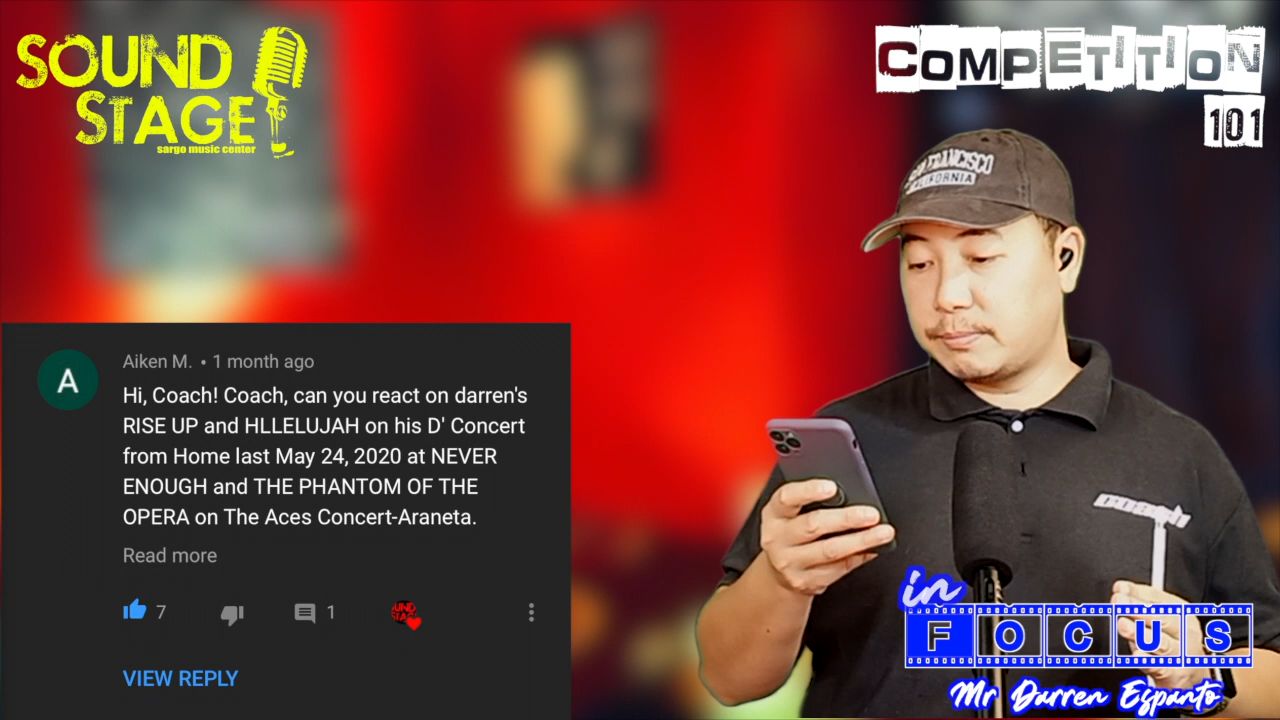 SOUND
STAGE
sargo music center
COMPETITION
101
FRANCISCO
CALIFORNIA
A
Aiken M. • 1 month ago
Hi, Coach! Coach, can you react on darren's
RISE UP and HLLELUJAH on his D' Concert
from Home last May 24, 2020 at NEVER
ENOUGH and THE PHANTOM OF THE
OPERA on The Aces Concert-Araneta.
Read more
7
1
VIEW REPLY
in
FOCUS
Mr Darren Espanto